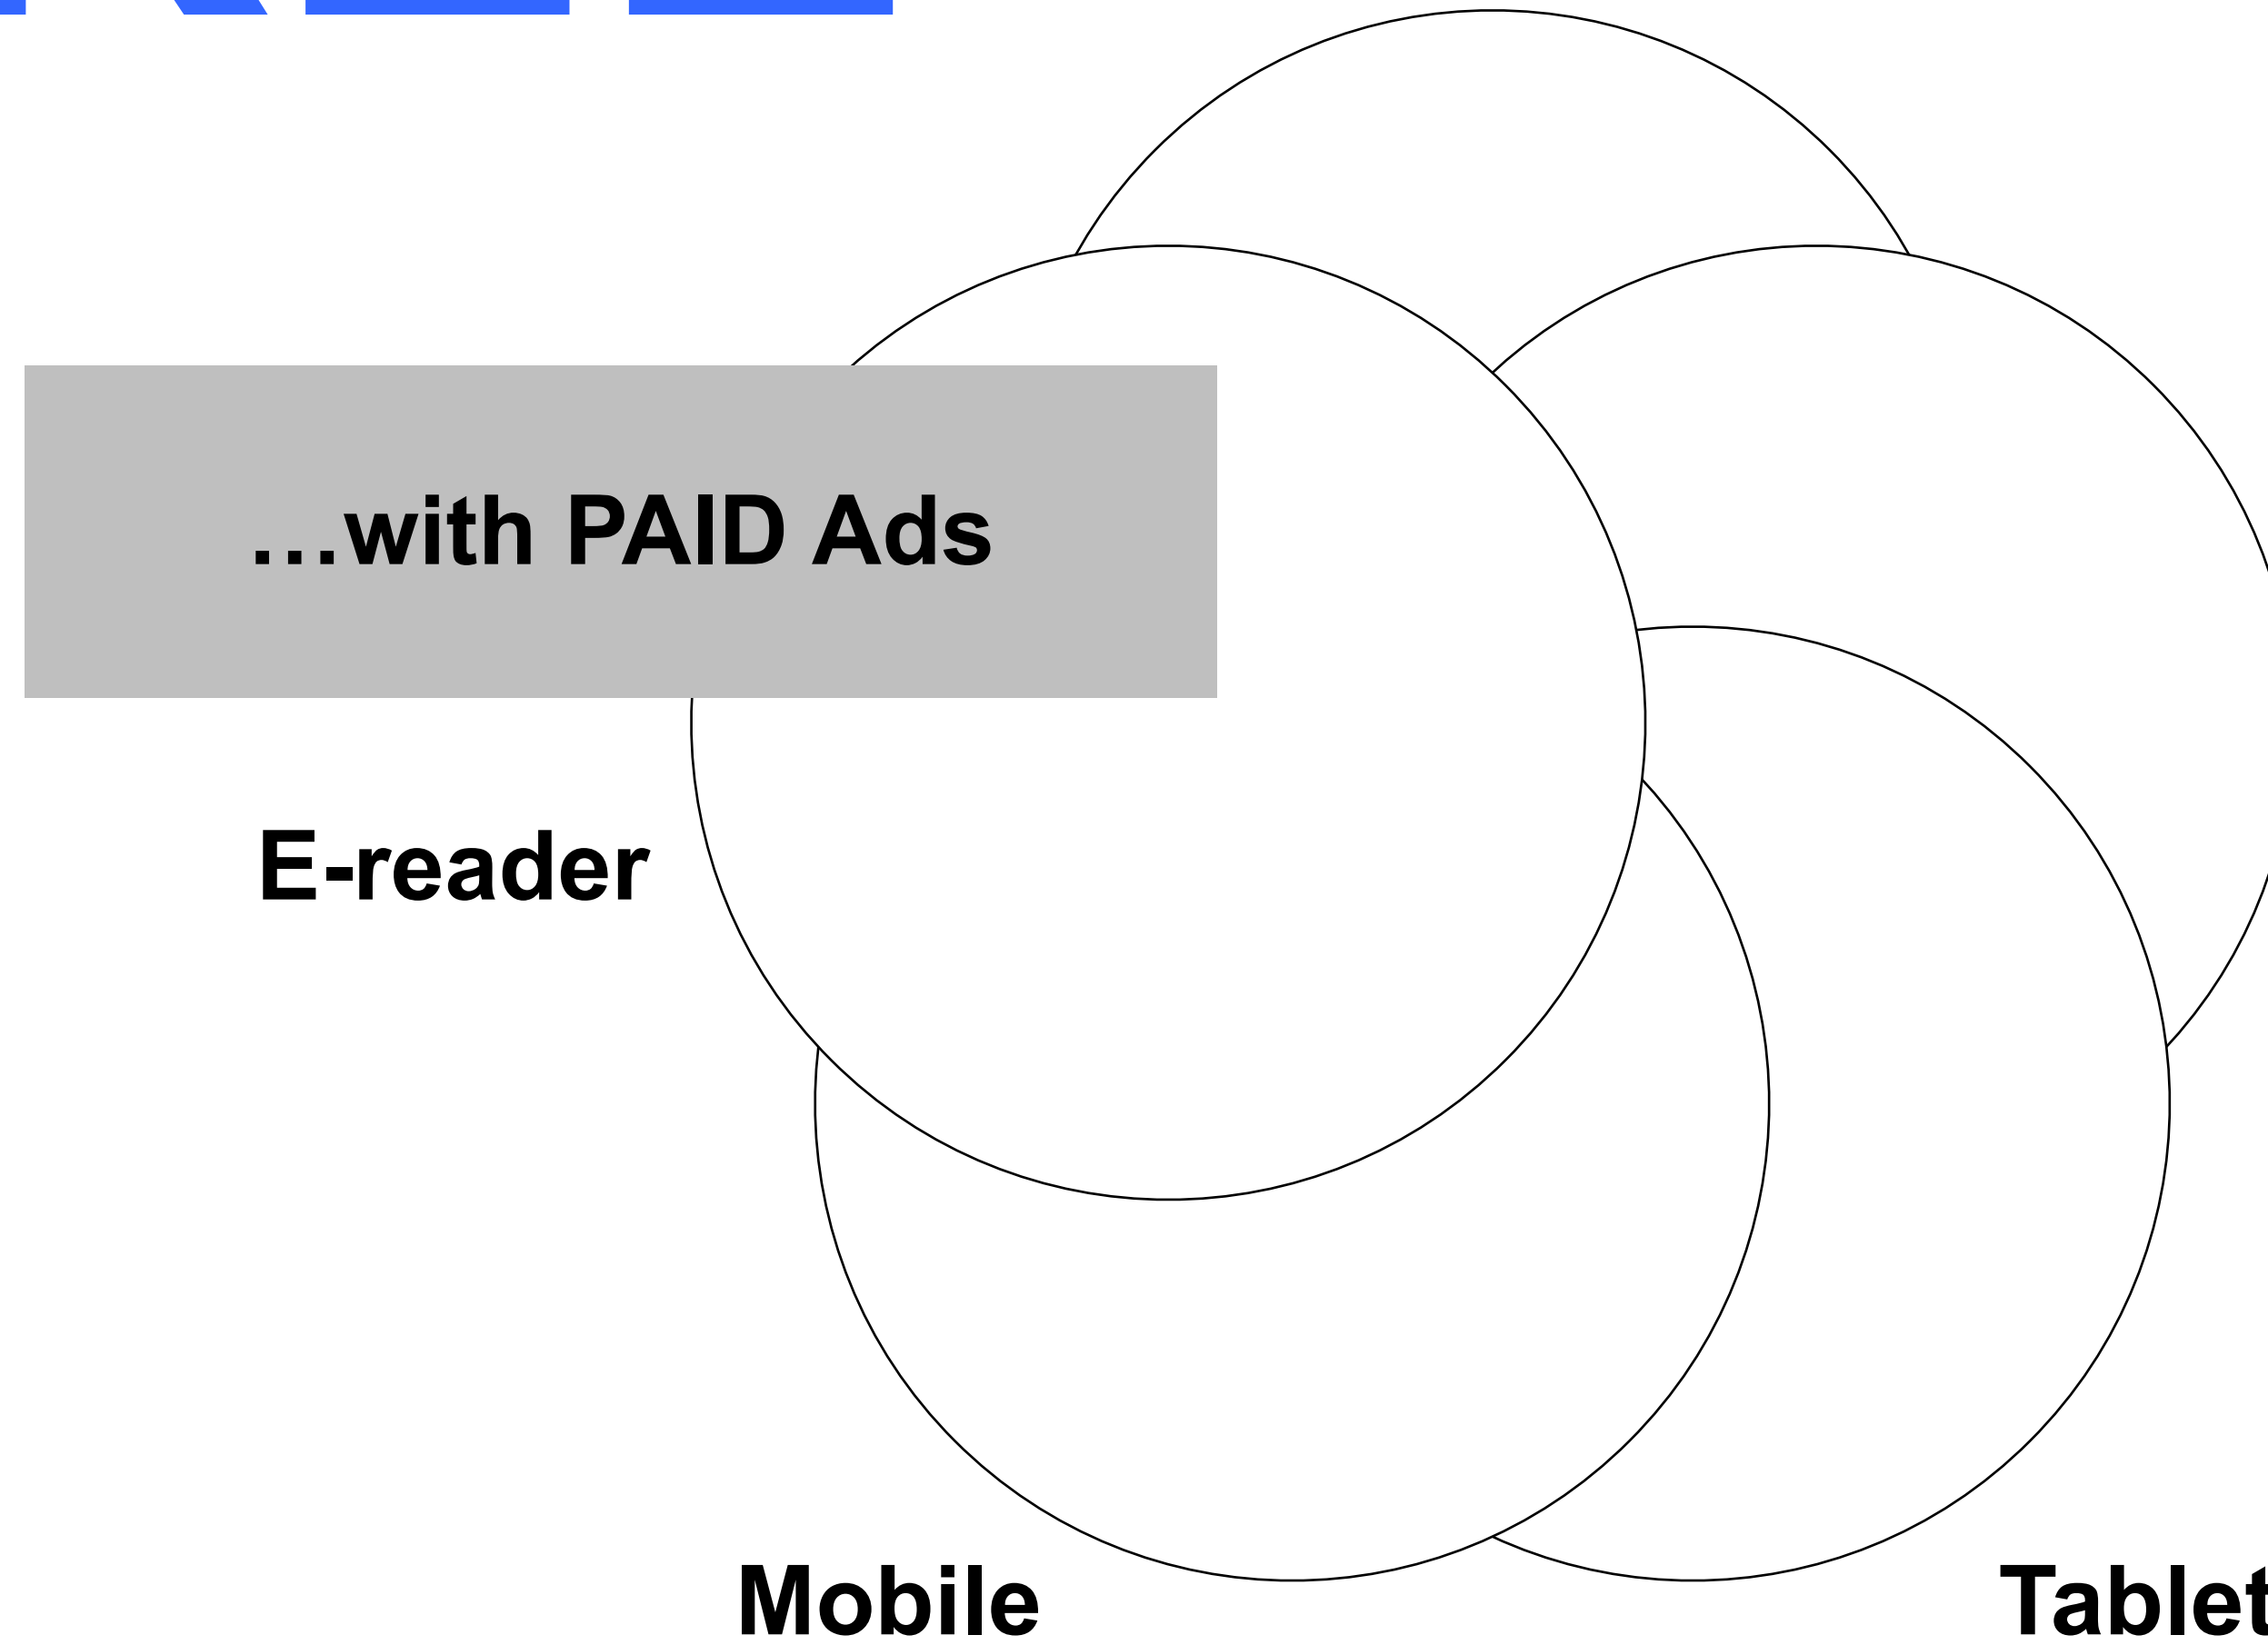 ....with PAID Ads
E-reader
Mobile
Tablet